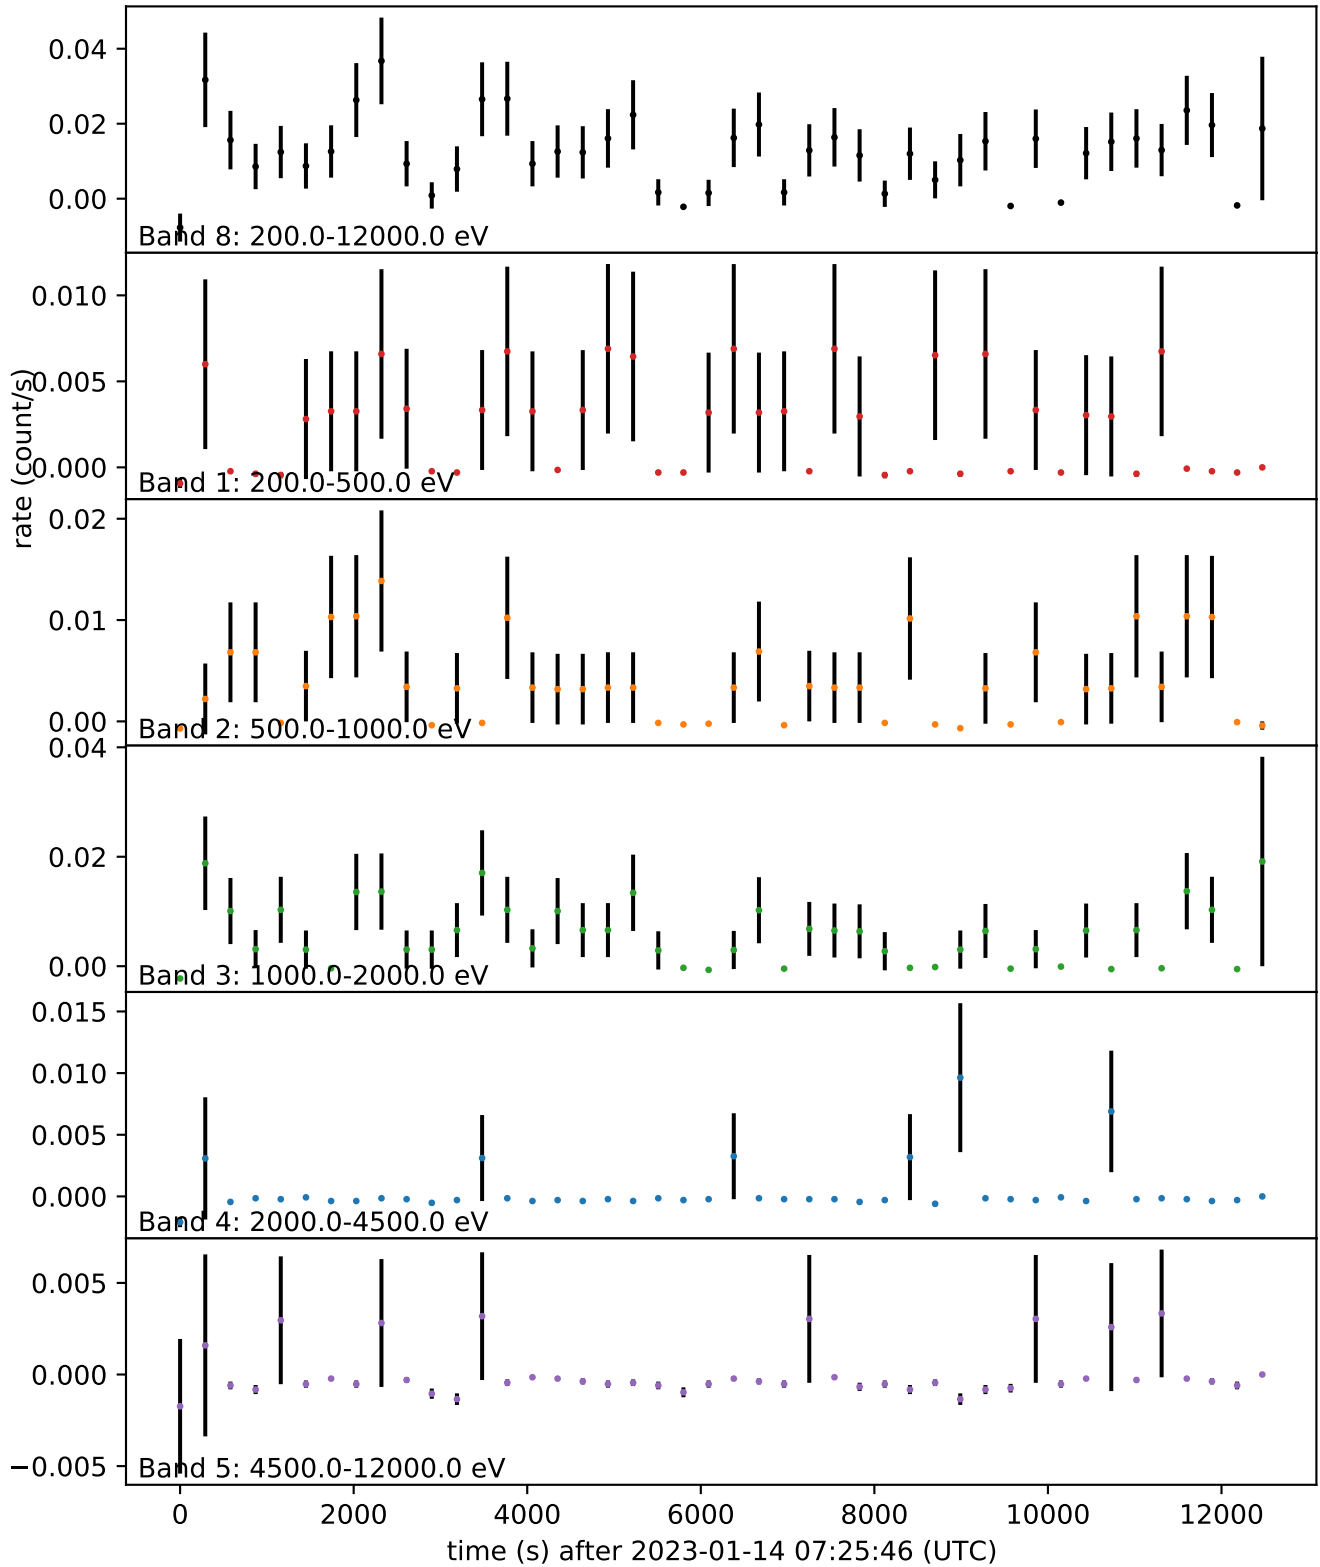 0.04
0.02
0.00
Band 8: 200.0-12000.0 eV
0.010
0.005
0.000
Band 1: 200.0-500.0 eV
rate (count/s)
0.02
0.01
0.00
Band 2: 500.0-1000.0 eV
0.04
0.02
0.00
Band 3: 1000.0-2000.0 eV
0.015
0.010
0.005
0.000
Band 4: 2000.0-4500.0 eV
0.005
0.000
−0.005
Band 5: 4500.0-12000.0 eV
0 2000 4000 6000 8000 10000 12000
time (s) after 2023-01-14 07:25:46 (UTC)